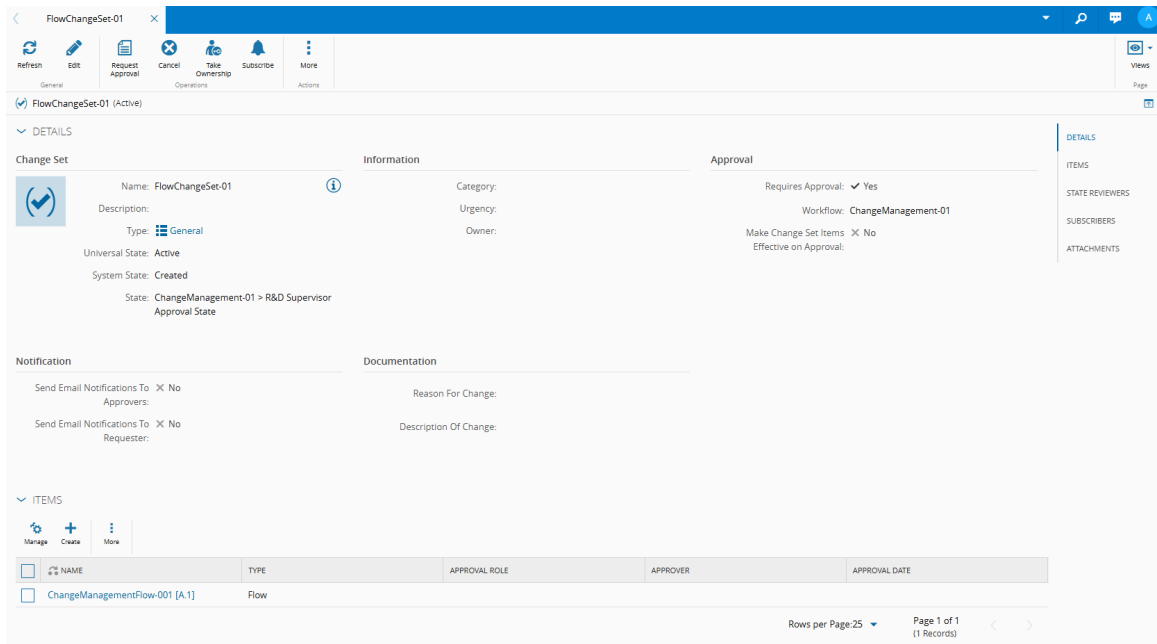 FlowChangeSet-01
A
Refresh
Edit
Request
Approval
Cancel
Take
Ownership
Subscribe
More
Views
General
Operations
Actions
Page
FlowChangeSet-01 (Active)
DETAILS
Change Set
Name: FlowChangeSet-01
Description:
Type: General
Universal State: Active
System State: Created
State: ChangeManagement-01 > R&D Supervisor
Approval State
Information
Category:
Urgency:
Owner:
Approval
Requires Approval: Yes
Workflow: ChangeManagement-01
Make Change Set Items No
Effective on Approval:
DETAILS
ITEMS
STATE REVIEWERS
SUBSCRIBERS
ATTACHMENTS
Notification
Send Email Notifications To No
Approvers:
Send Email Notifications To No
Requester:
Documentation
Reason For Change:
Description Of Change:
ITEMS
Manage
Create
More
NAME TYPE APPROVAL ROLE APPROVER APPROVAL DATE
ChangeManagementFlow-001 [A.1] Flow
Rows per Page:25 Page 1 of 1
(1 Records)